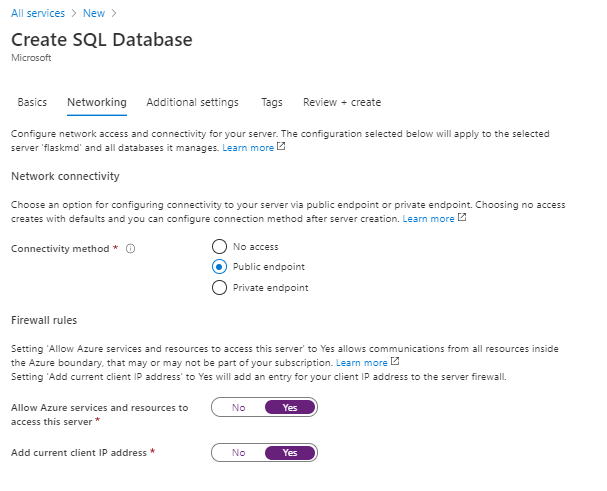 All services > New >
Create SQL Database
Microsoft
Basics Networking Additional settings Tags Review + create
Configure network access and connectivity for your server. The configuration selected below will apply to the selected
server 'flaskmd' and all databases it manages. Learn more
Network connectivity
Choose an option for configuring connectivity to your server via public endpoint or private endpoint. Choosing no access
creates with defaults and you can configure connection method after server creation. Learn more
Connectivity method *
No access
Public endpoint
Private endpoint
Firewall rules
Setting 'Allow Azure services and resources to access this server' to Yes allows communications from all resources inside
the Azure boundary, that may or may not be part of your subscription. Learn more
Setting 'Add current client IP address' to Yes will add an entry for your client IP address to the server firewall.
Allow Azure services and resources to
access this server *
No Yes
Add current client IP address *
No Yes